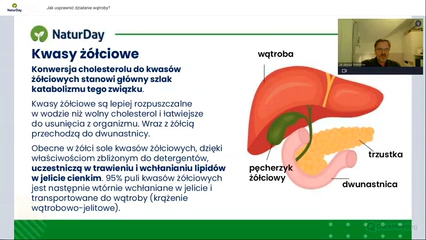 NaturDay
Jak usprawnić działanie wątroby?
NaturDay
Kwasy żółciowe
Konwersja cholesterolu do kwasów
żółciowych stanowi główny szlak
katabolizmu tego związku.
Kwasy żółciowe są lepiej rozpuszczalne
w wodzie niż wolny cholesterol i łatwiejsze
do usunięcia z organizmu. Wraz z żółcią
przechodzą do dwunastnicy.
Obecne w żółci sole kwasów żółciowych, dzięki
właściwościom zbliżonym do detergentów,
uczestniczą w trawieniu i wchłanianiu lipidów
w jelicie cienkim. 95% puli kwasów żółciowych
jest następnie wtórnie wchłaniane w jelicie i
transportowane do wątroby (krążenie
wątrobowo-jelitowe).
wątroba
trzustka
pęcherzyk
żółciowy
dwunastnica